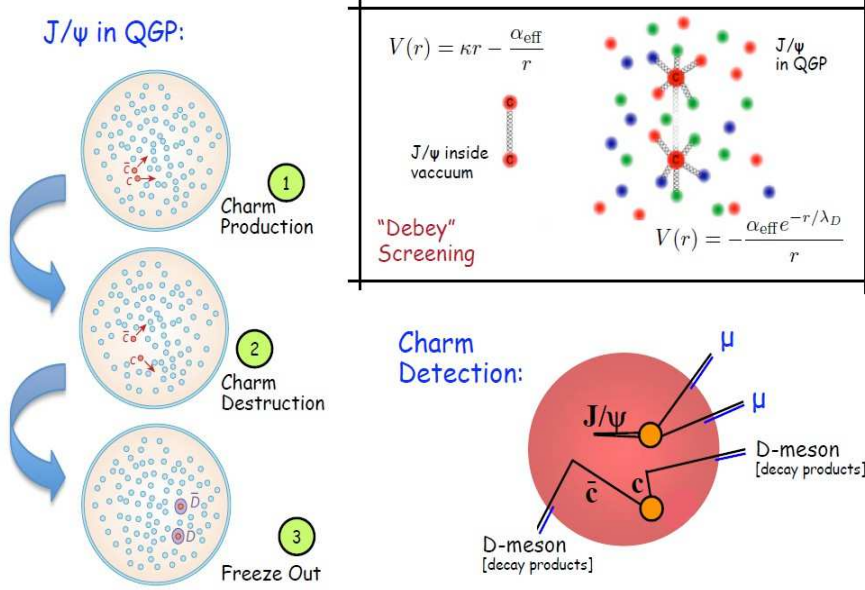 J/ψ in QGP:
c̄
c
1
Charm
Production
c̄
c
2
Charm
Destruction
D̄
D
3
Freeze Out
V(r) = κr − α_eff / r
C
C
J/ψ inside
vaccuum
J/ψ
in QGP
C
C
"Debey"
Screening
V(r) = − α_eff e^{−r/λ_D} / r
Charm
Detection:
μ
μ
J/ψ
D-meson
[decay products]
c̄
c
D-meson
[decay products]